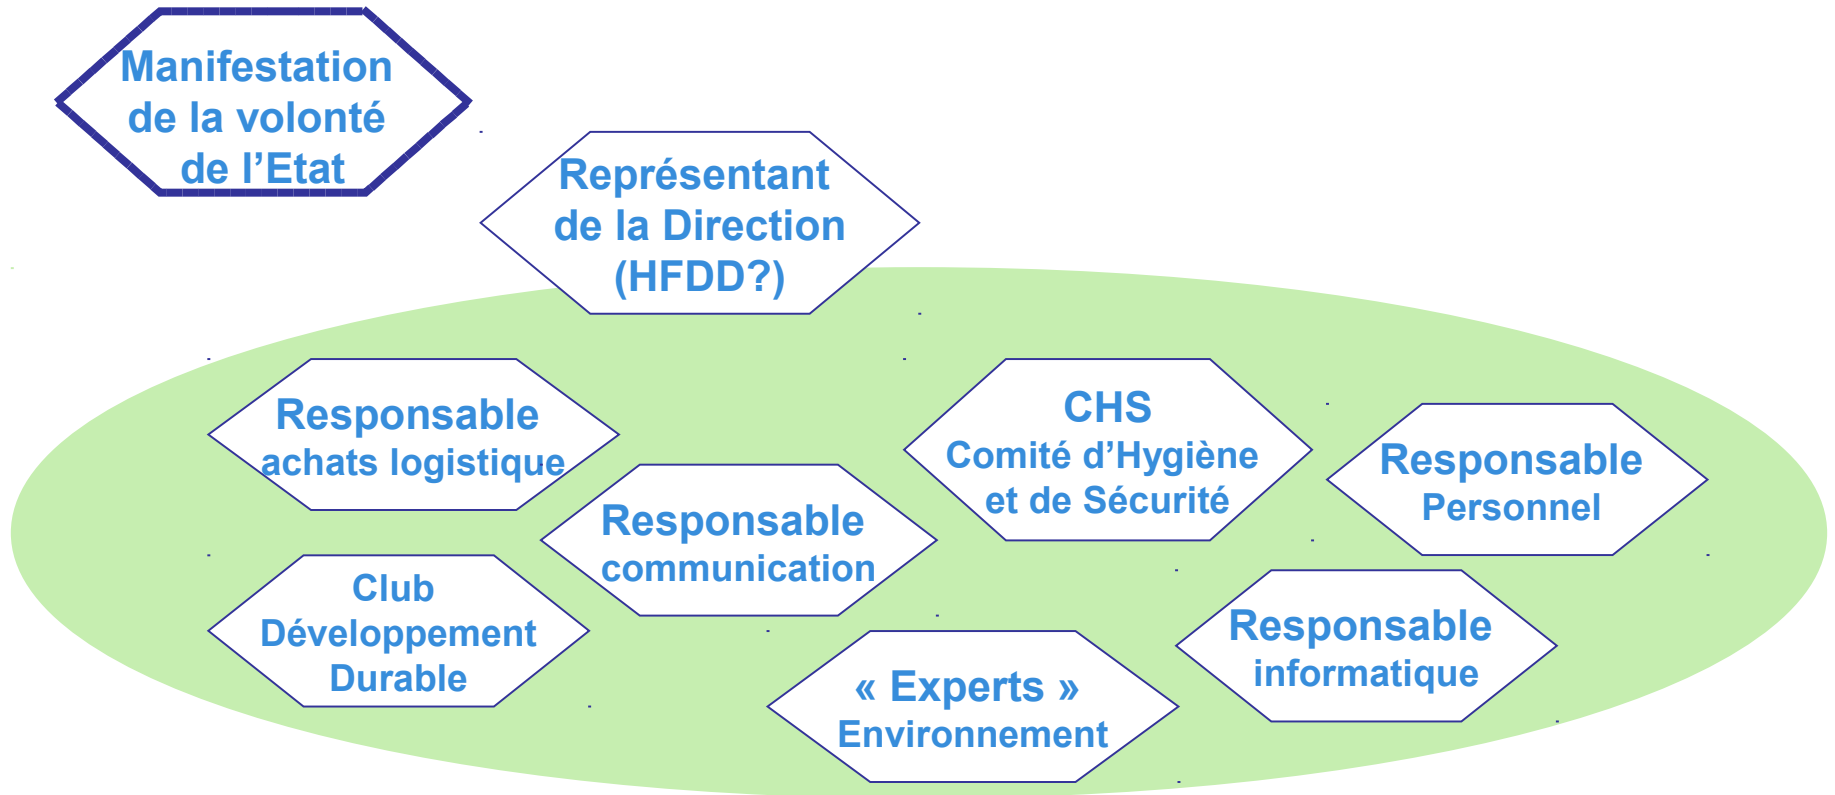 Manifestation
de la volonté
de l’Etat
Représentant
de la Direction
(HFDD?)
Responsable
achats logistique
CHS
Comité d’Hygiène
et de Sécurité
Responsable
Personnel
Responsable
communication
Club
Développement
Durable
Responsable
informatique
« Experts »
Environnement